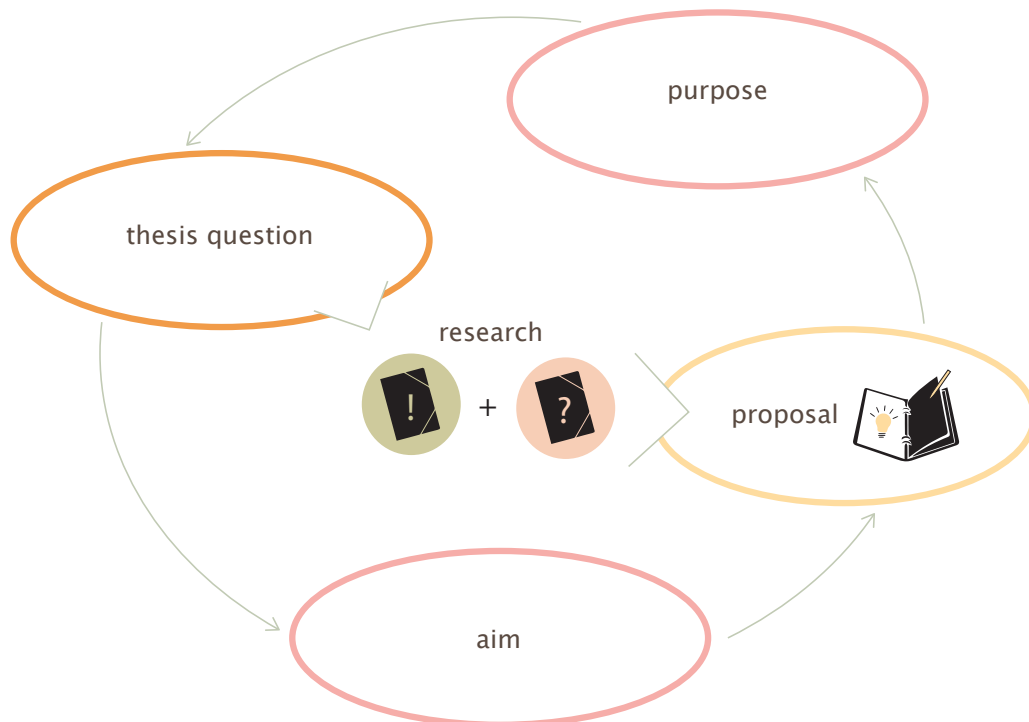 purpose
thesis question
research
! + ?
proposal
aim